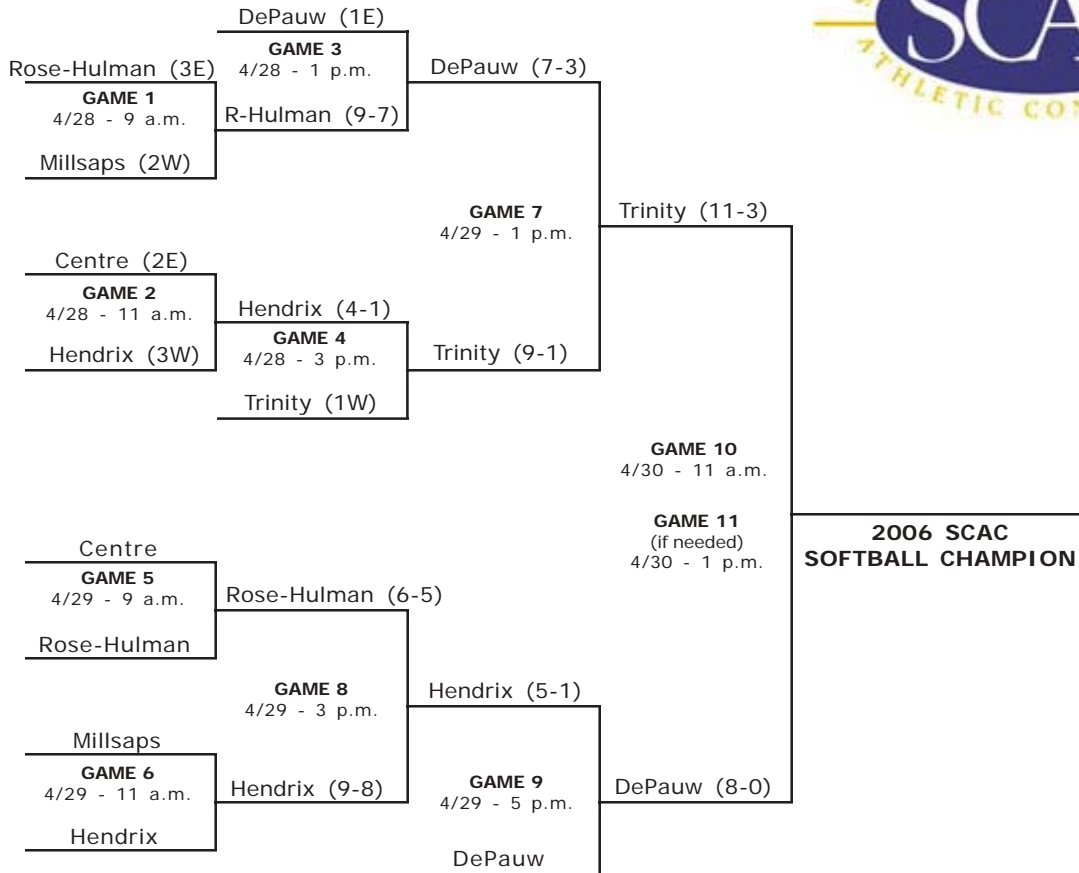 DePauw (1E)
GAME 3
4/28 - 1 p.m.
Rose-Hulman (3E)
GAME 1
4/28 - 9 a.m.
R-Hulman (9-7)
Millsaps (2W)
DePauw (7-3)
GAME 7
4/29 - 1 p.m.
Trinity (11-3)
Centre (2E)
GAME 2
4/28 - 11 a.m.
Hendrix (3W)
Hendrix (4-1)
GAME 4
4/28 - 3 p.m.
Trinity (9-1)
Trinity (1W)
GAME 10
4/30 - 11 a.m.
GAME 11
(if needed)
4/30 - 1 p.m.
2006 SCAC
SOFTBALL CHAMPION
Centre
GAME 5
4/29 - 9 a.m.
Rose-Hulman (6-5)
Rose-Hulman
GAME 8
4/29 - 3 p.m.
Hendrix (5-1)
Millsaps
GAME 6
4/29 - 11 a.m.
Hendrix (9-8)
Hendrix
GAME 9
4/29 - 5 p.m.
DePauw (8-0)
DePauw
SCA
ATHLETIC CON